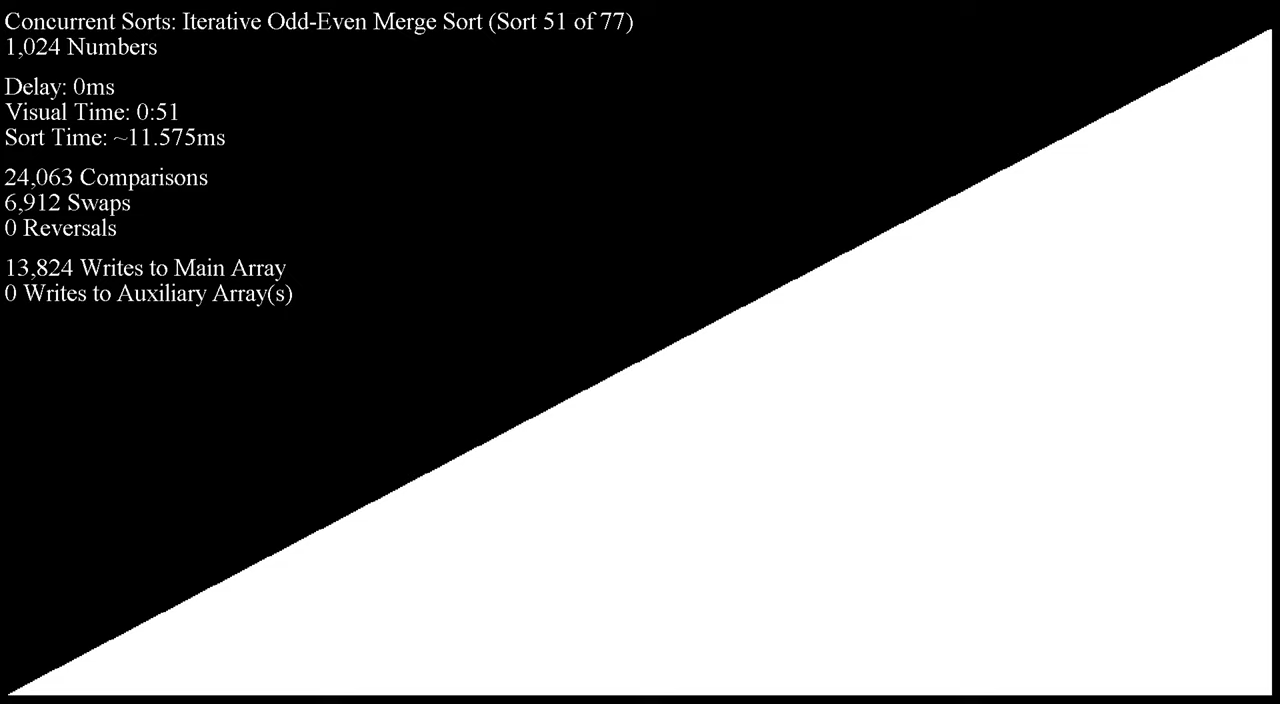 Concurrent Sorts: Iterative Odd-Even Merge Sort (Sort 51 of 77)
1,024 Numbers
Delay: 0ms
Visual Time: 0:51
Sort Time: ~11.575ms
24,063 Comparisons
6,912 Swaps
0 Reversals
13,824 Writes to Main Array
0 Writes to Auxiliary Array(s)